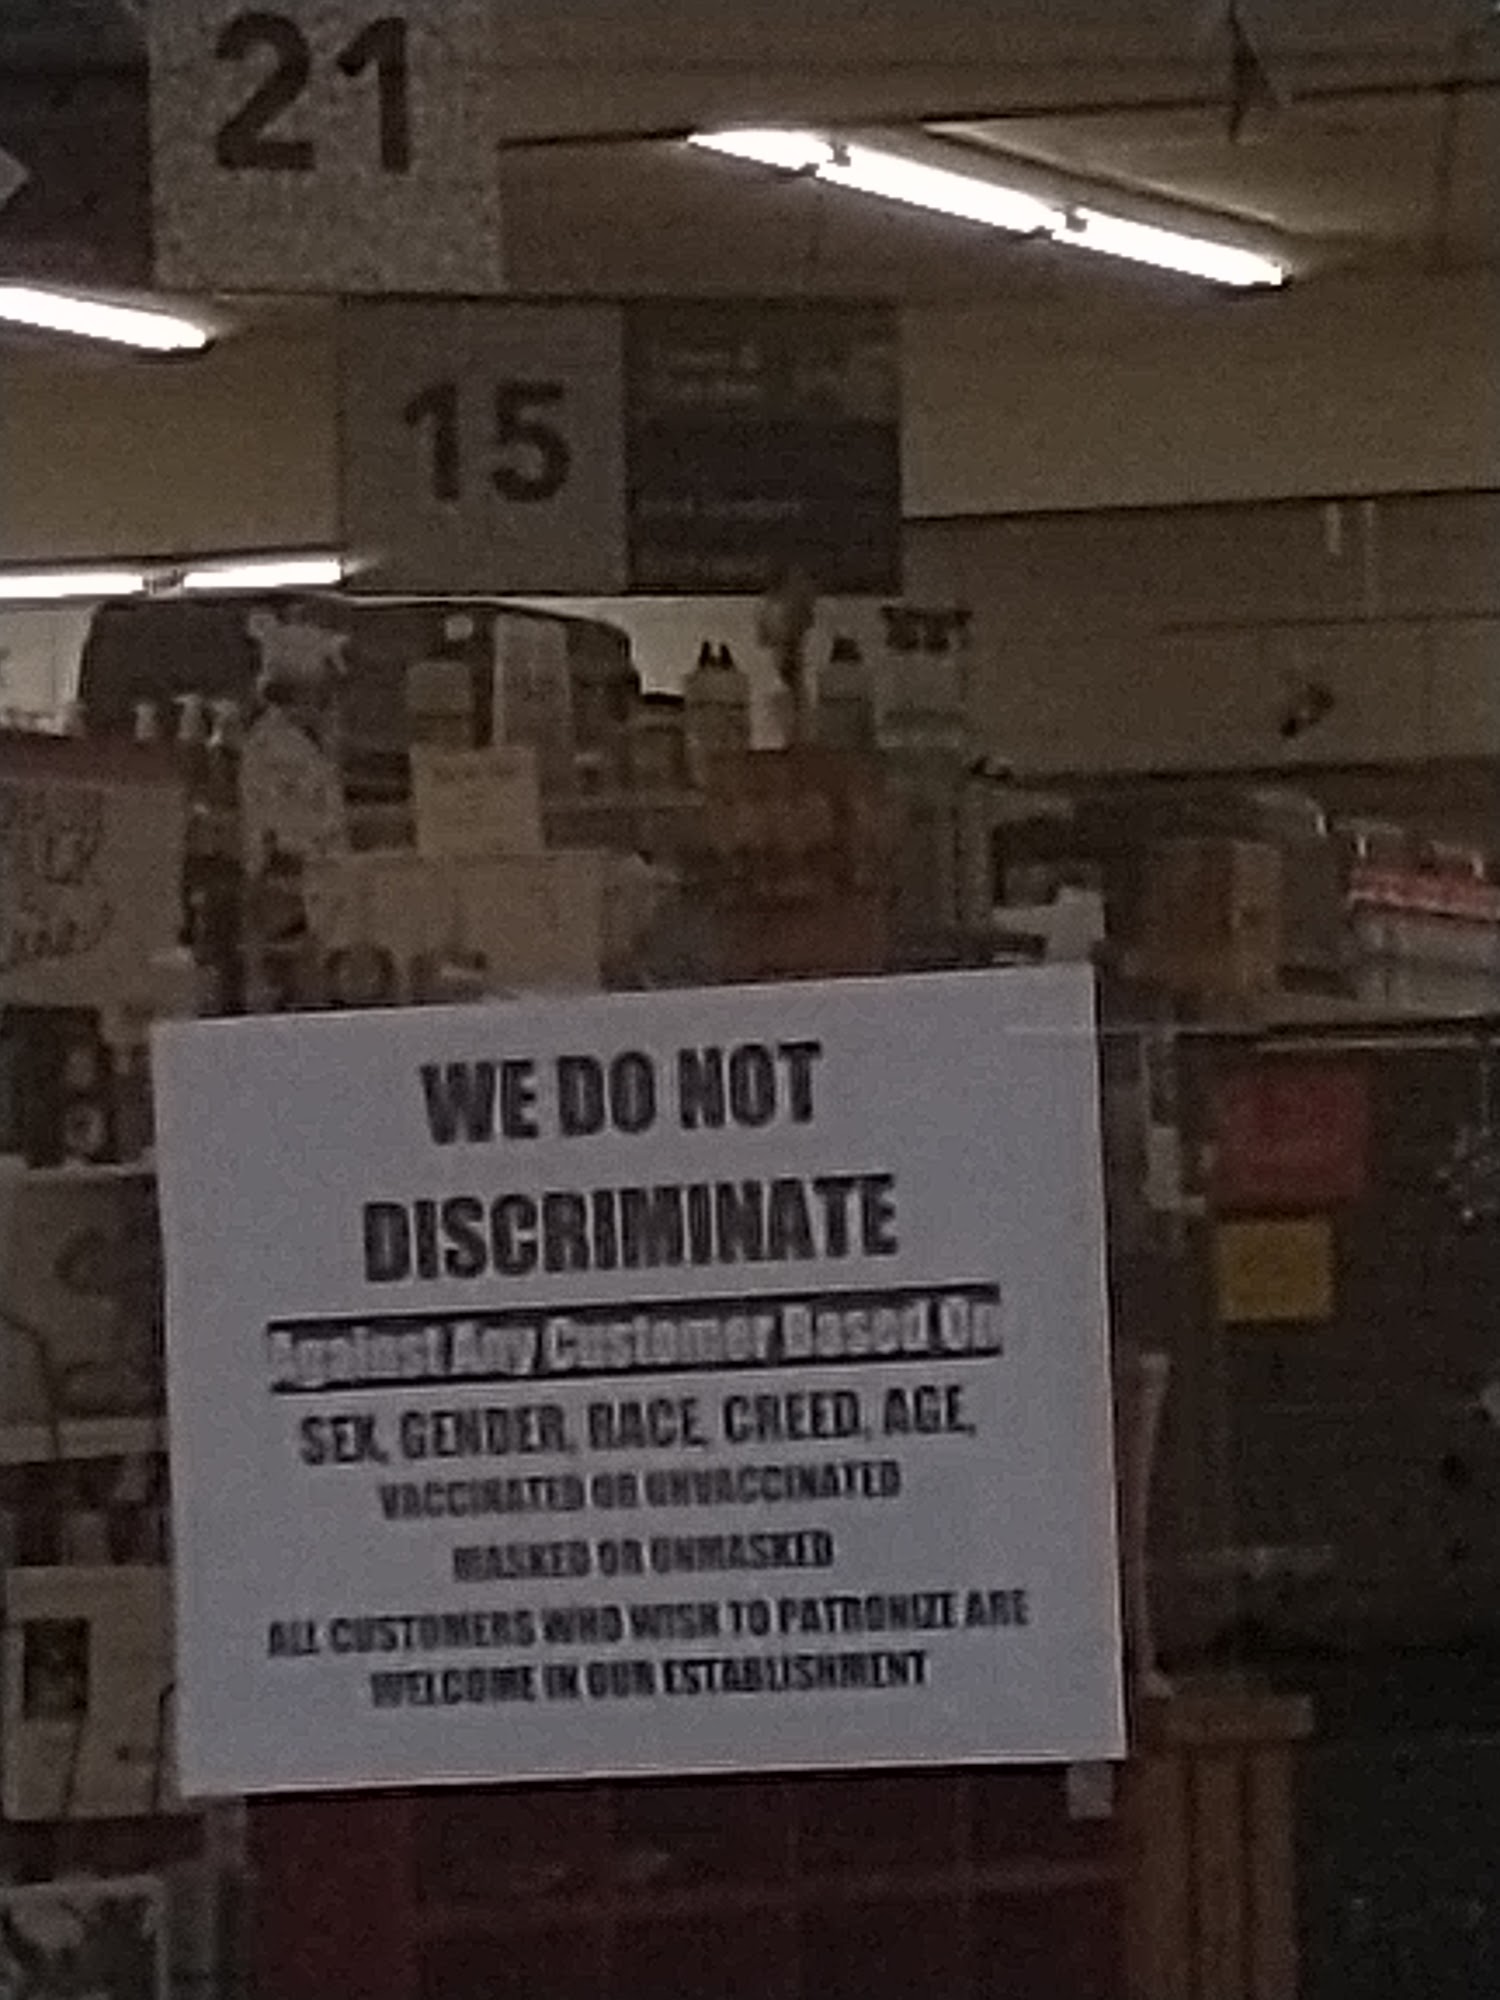 21
15
WE DO NOT
DISCRIMINATE
Against Any Customer Based On
SEX, GENDER, RACE, CREED, AGE,
VACCINATED OR UNVACCINATED
MASKED OR UNMASKED
ALL CUSTOMERS WHO WISH TO PATRONIZE ARE
WELCOME IN OUR ESTABLISHMENT